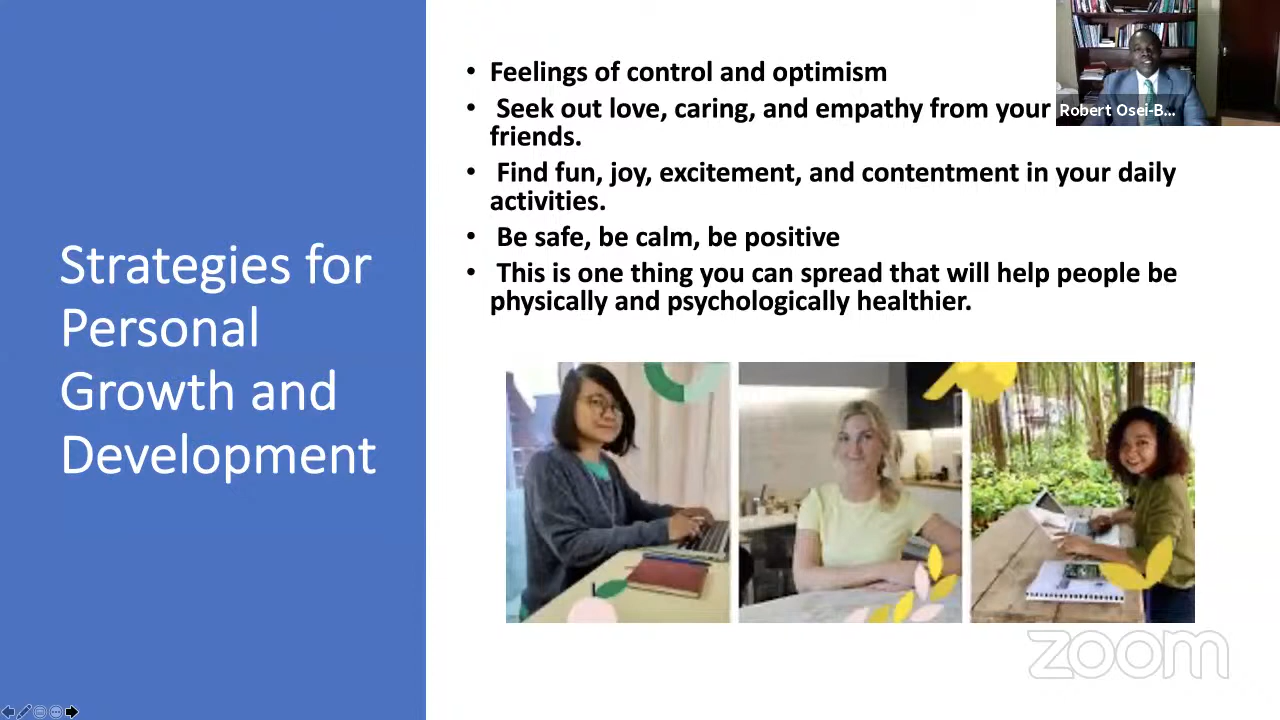 Strategies for
Personal
Growth and
Development
• Feelings of control and optimism
• Seek out love, caring, and empathy from your
friends.
• Find fun, joy, excitement, and contentment in your daily
activities.
• Be safe, be calm, be positive
• This is one thing you can spread that will help people be
physically and psychologically healthier.
Robert Osei-B...
zoom